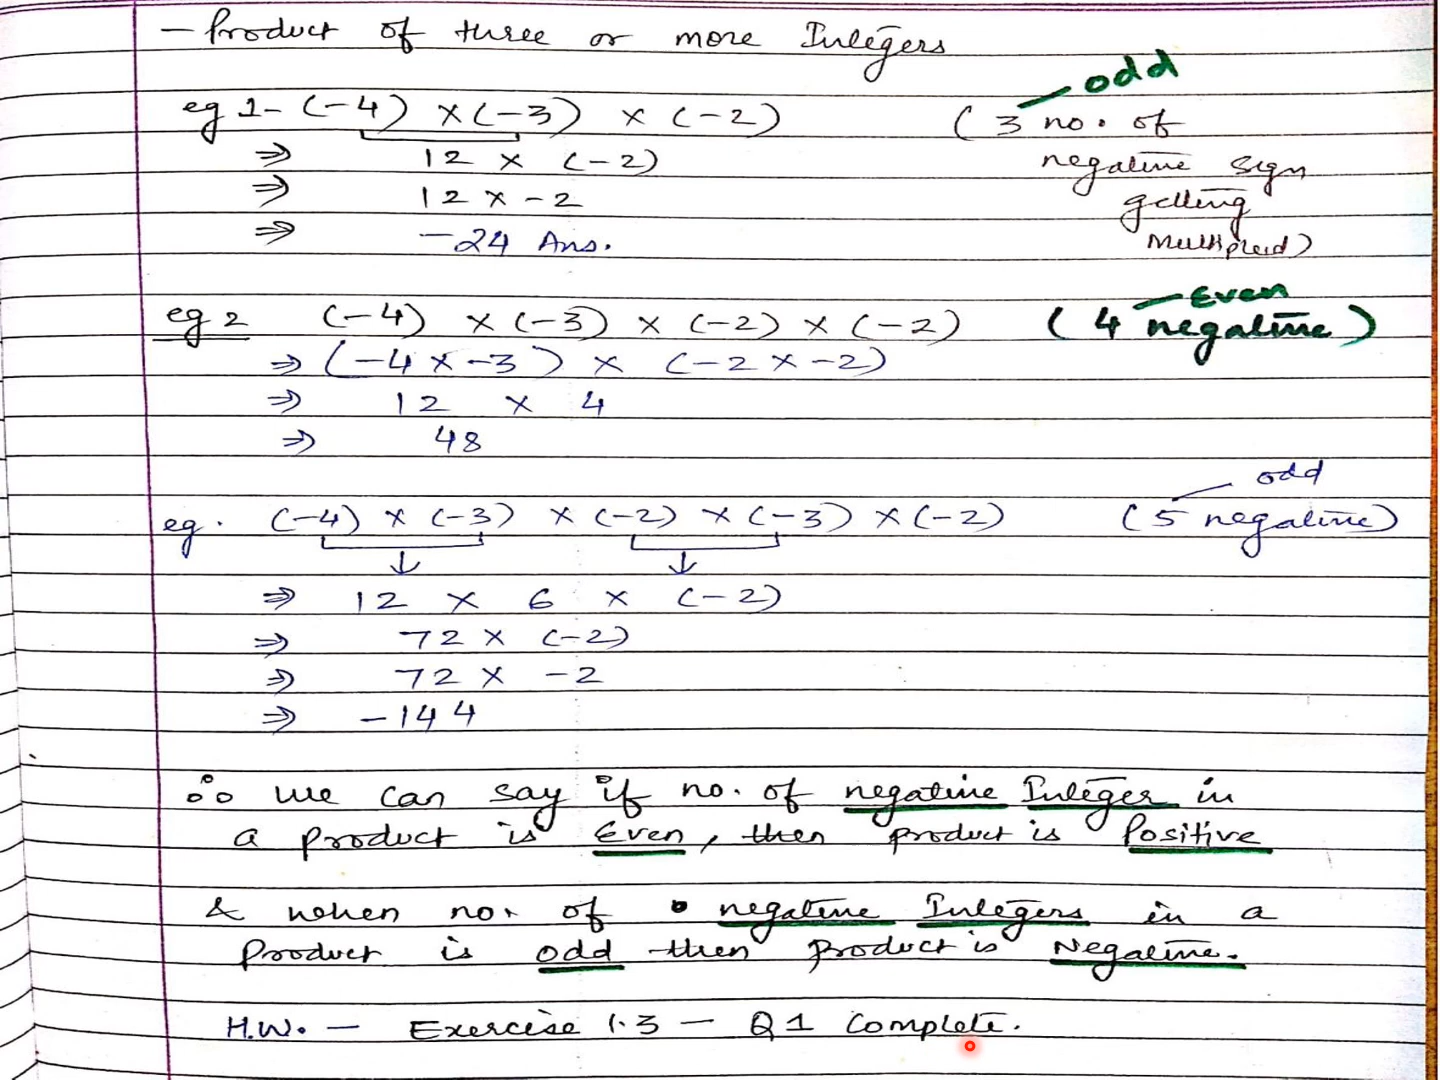 - Product of three or more Integers
odd
eg 1- (-4) × (-3) × (-2) (3 no. of
⇒ 12 × (-2) negative sign
⇒ 12 × -2 getting
⇒ -24 Ans. Multiplied)
Even
eg 2 (-4) × (-3) × (-2) × (-2) (4 negative)
⇒ (-4 × -3) × (-2 × -2)
⇒ 12 × 4
⇒ 48
odd
eg. (-4) × (-3) × (-2) × (-3) × (-2) (5 negative)
⇒ 12 × 6 × (-2)
⇒ 72 × (-2)
⇒ 72 × -2
⇒ -144
∴ we can say if no. of negative Integer in
a product is Even, then product is Positive
& when no. of negative Integers in a
Product is odd then product is Negative.
H.W. - Exercise 1.3 - Q1 Complete.